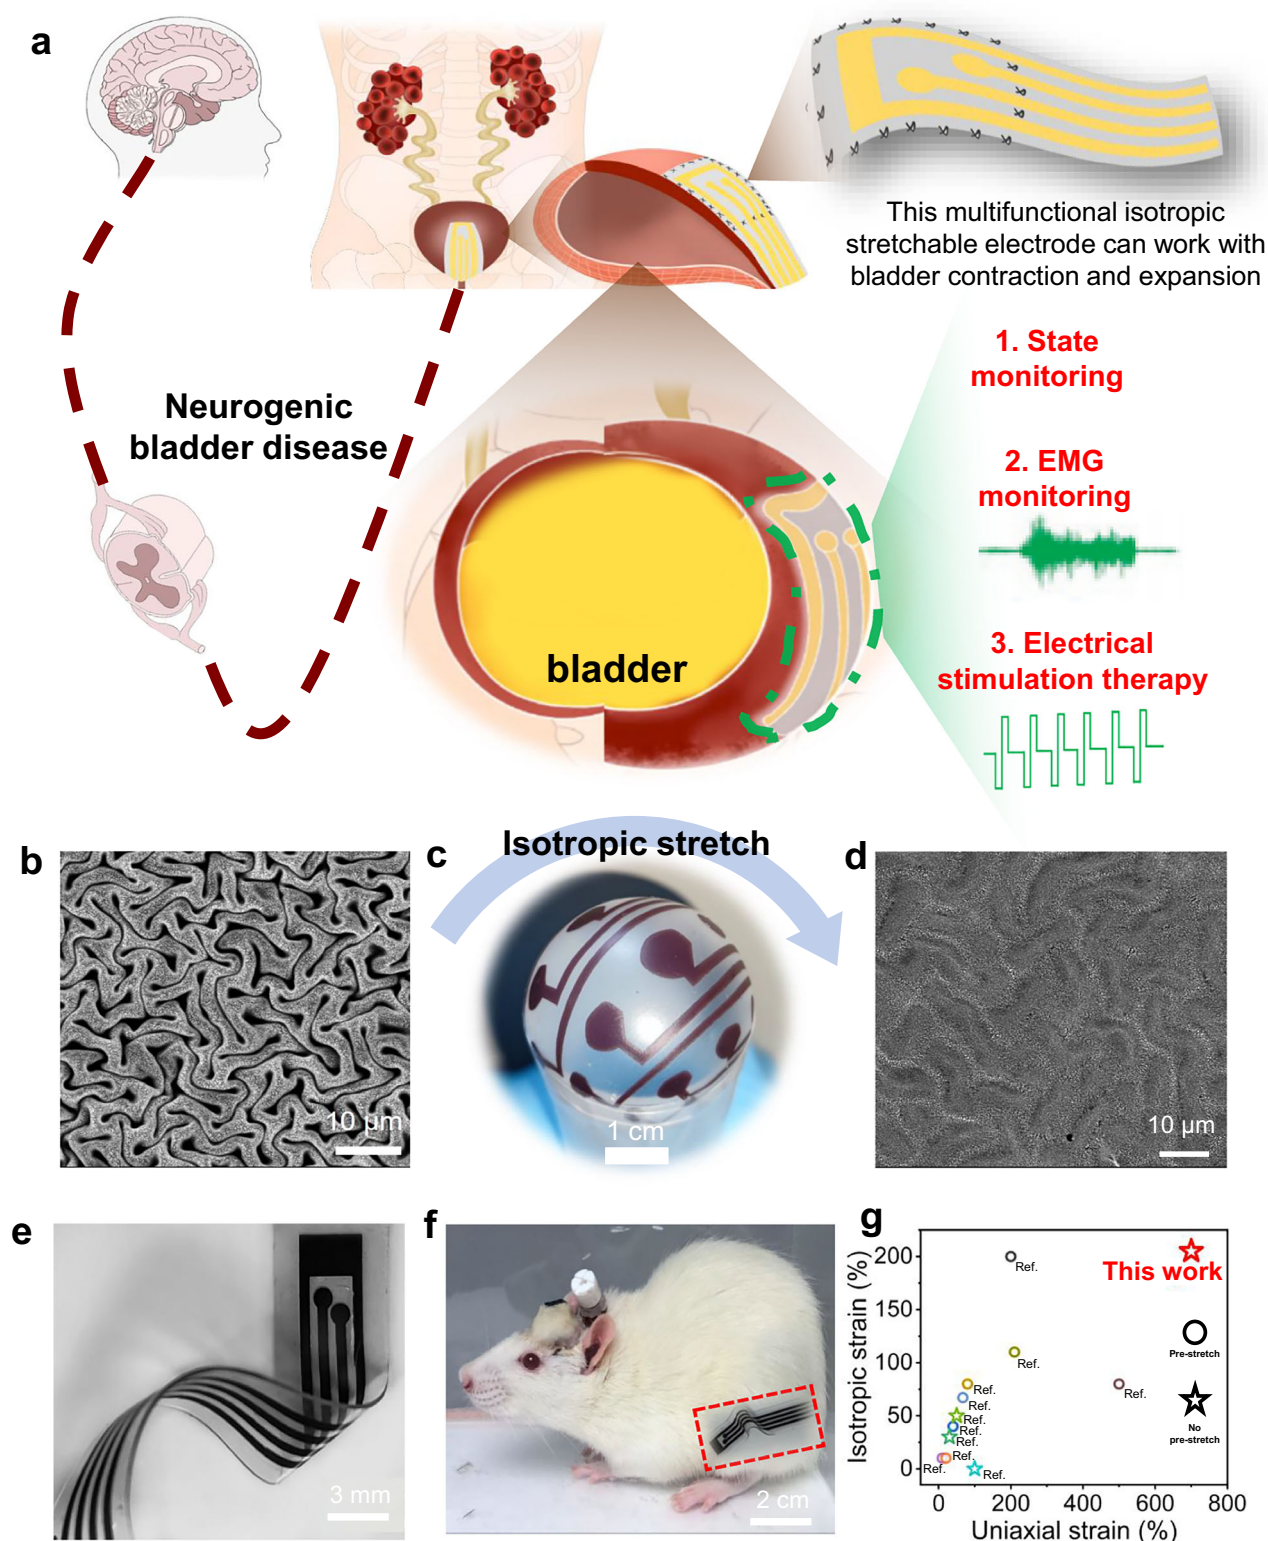 a
This multifunctional isotropic
stretchable electrode can work with
bladder contraction and expansion
1. State
monitoring
Neurogenic
bladder disease
2. EMG
monitoring
3. Electrical
stimulation therapy
bladder
b
c
Isotropic stretch
d
10 μm
1 cm
10 μm
e
3 mm
f
2 cm
g
Isotropic strain (%)
200
150
100
50
0
This work
Ref.
Ref.
Ref.
Ref.
Ref.
Ref.
Ref.
Ref.
Ref.
Ref.
Ref.
Pre-stretch
No
pre-stretch
0
200
400
600
800
Uniaxial strain (%)